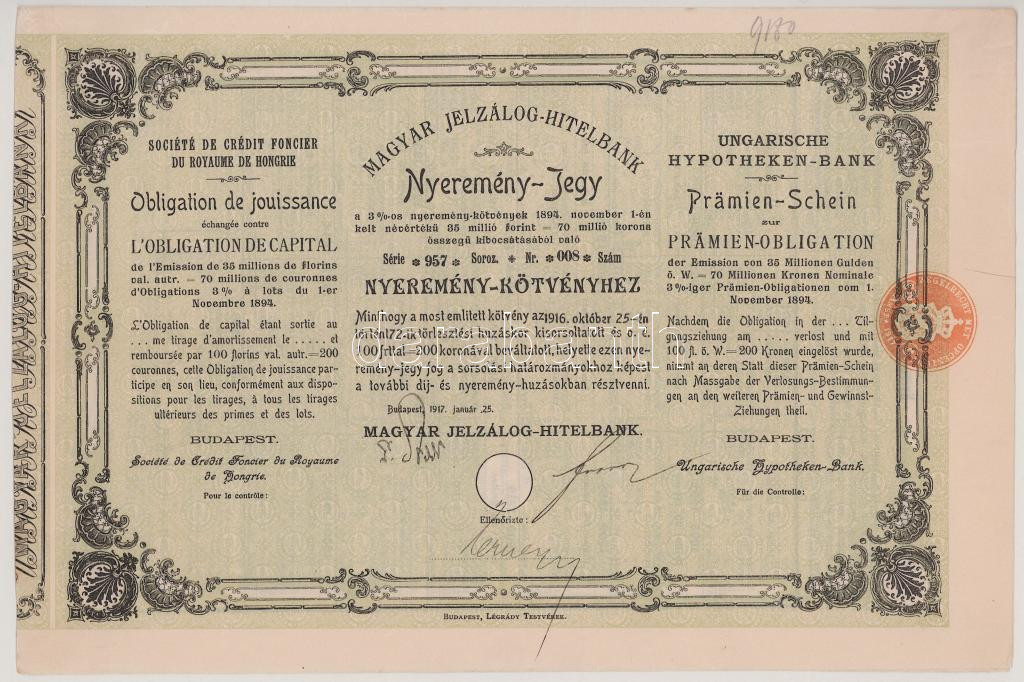 9180
SOCIÉTÉ DE CRÉDIT FONCIER
DU ROYAUME DE HONGRIE
Obligation de jouissance
échangée contre
L'OBLIGATION DE CAPITAL
de l'Emission de 35 millions de florins
val. autr. = 70 millions de couronnes
d'Obligations 3% à lots du 1-er
Novembre 1894.
L'Obligation de capital étant sortie au
... me tirage d'amortissement le ..... et
remboursée par 100 florins val. autr.=200
couronnes, cette Obligation de jouissance par-
ticipe en son lieu, conformément aux dispo-
sitions pour les tirages, à tous les tirages
ultérieurs des primes et des lots.
BUDAPEST.
Société de Crédit Foncier du Royaume
de Hongrie.
Pour le contrôle:
MAGYAR JELZÁLOG-HITELBANK
Nyeremény-Jegy
a 3%-os nyeremény-kötvények 1894. november 1-én
kelt névértékü 35 millió forint = 70 millió korona
összegü kibocsátásából való
Série * 957 * Soroz. * Nr. * 008 * Szám
NYEREMÉNY-KÖTVÉNYHEZ
Minthogy a most emlitett kötvény az 1916. október 25-én
történt 72-ik törlesztési huzáskor kisorsoltatott és ö. é.
100 frttal = 200 koronával beváltatott, helyette ezen nye-
remény-jegy fog a sorsolási határozmányokhoz képest
a további dij- és nyeremény-huzásokban résztvenni.
Budapest, 1917. január 25.
MAGYAR JELZÁLOG-HITELBANK.
Ellenőrizte:
UNGARISCHE
HYPOTHEKEN-BANK
Prämien-Schein
zur
PRÄMIEN-OBLIGATION
der Emission von 35 Millionen Gulden
ö. W. = 70 Millionen Kronen Nominale
3%-iger Prämien-Obligationen vom 1.
November 1894.
Nachdem die Obligation in der ... Til-
gungsziehung am ...... verlost und mit
100 fl. ö. W. = 200 Kronen eingelöst wurde,
nimmt an deren Statt dieser Prämien-Schein
nach Massgabe der Verlosungs-Bestimmun-
gen an den weiteren Prämien- und Gewinnst-
Ziehungen theil.
BUDAPEST.
Ungarische Hypotheken-Bank.
Für die Controlle:
BUDAPEST, LÉGRÁDY TESTVÉREK.